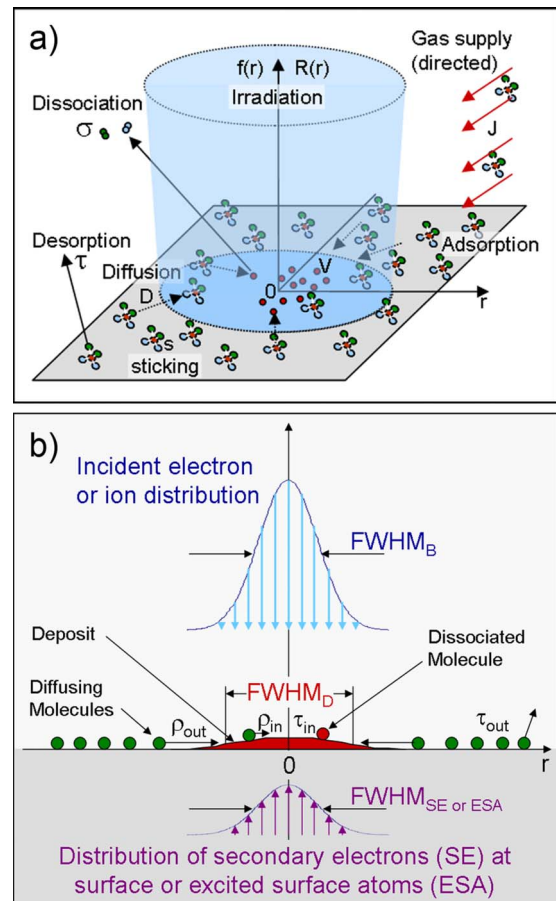 a)
f(r) R(r)
Irradiation
Gas supply
(directed)
J
Dissociation
σ
Desorption
τ
Diffusion
D
V
Adsorption
0
r
s
sticking
b)
Incident electron
or ion distribution
FWHM_B
Deposit
Dissociated
Molecule
Diffusing
Molecules
FWHM_D
ρ_out
ρ_in
τ_in
τ_out
0
r
FWHM_SE or ESA
Distribution of secondary electrons (SE) at
surface or excited surface atoms (ESA)